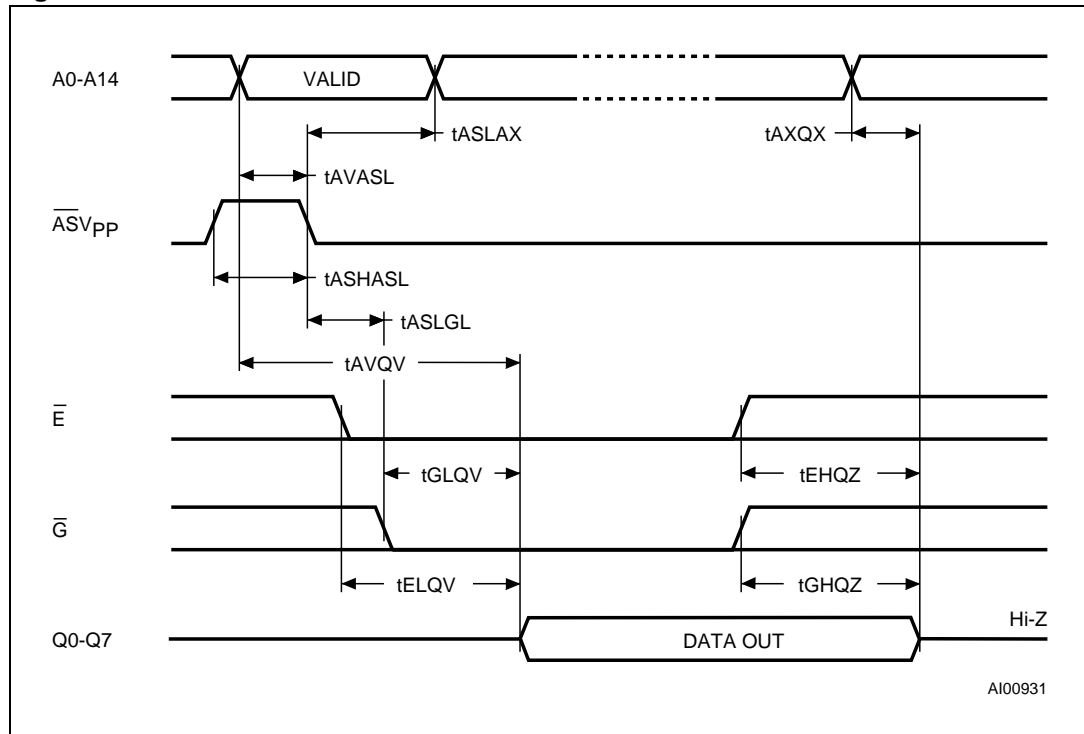 A0-A14
VALID
tASLAX
tAXQX
tAVASL
A̅S̅VPP
tASHASL
tASLGL
tAVQV
E̅
tGLQV
tEHQZ
G̅
tELQV
tGHQZ
Hi-Z
Q0-Q7
DATA OUT
AI00931